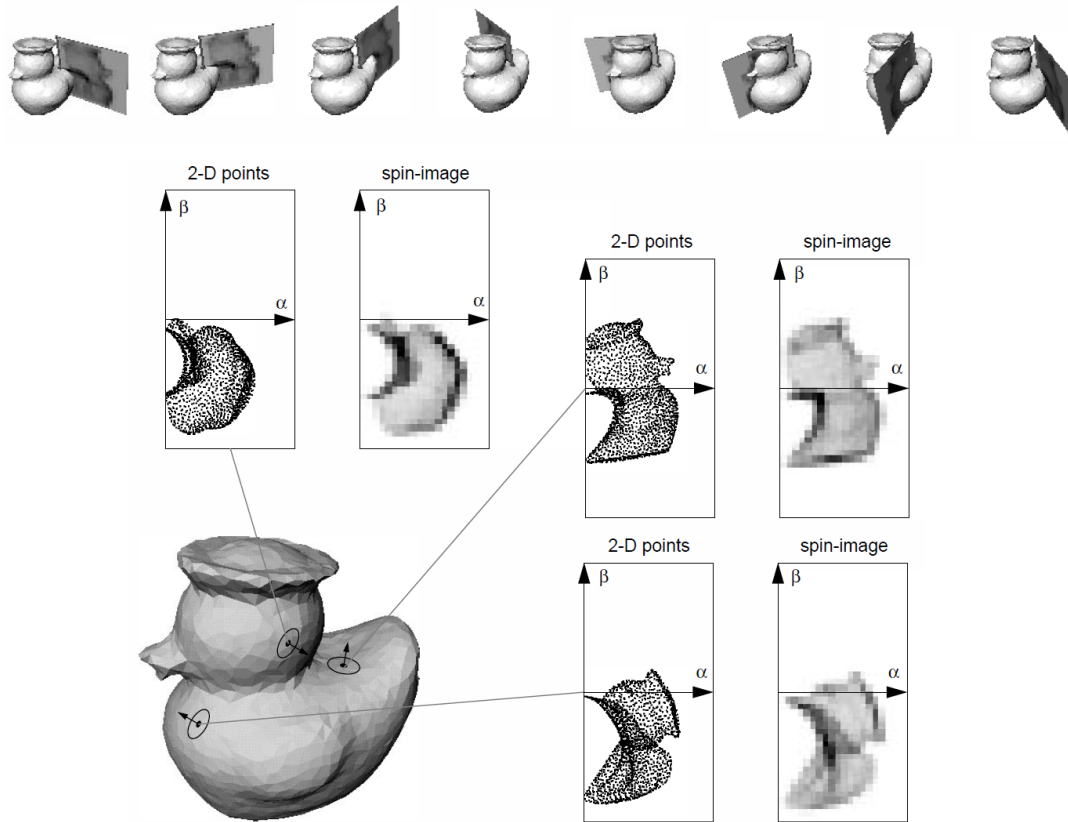 2-D points
spin-image
β
α
2-D points
spin-image
β
α
β
α
2-D points
spin-image
β
α
β
α